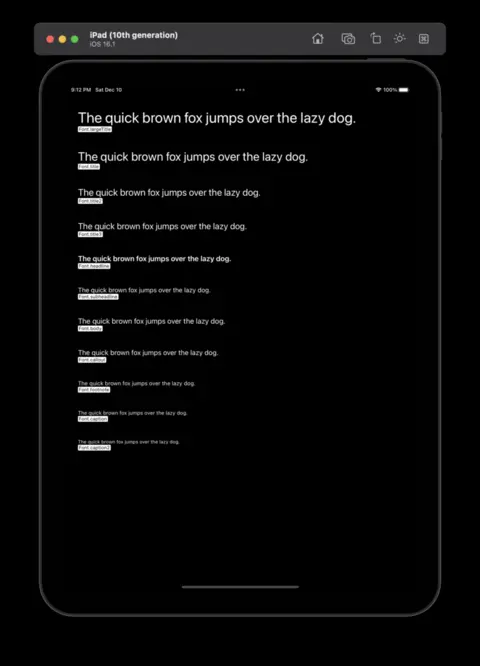 iPad (10th generation)
iOS 16.1
9:12 PM Sat Dec 10
100%
The quick brown fox jumps over the lazy dog.
Font.largeTitle
The quick brown fox jumps over the lazy dog.
Font.title
The quick brown fox jumps over the lazy dog.
Font.title2
The quick brown fox jumps over the lazy dog.
Font.title3
The quick brown fox jumps over the lazy dog.
Font.headline
The quick brown fox jumps over the lazy dog.
Font.subheadline
The quick brown fox jumps over the lazy dog.
Font.body
The quick brown fox jumps over the lazy dog.
Font.callout
The quick brown fox jumps over the lazy dog.
Font.footnote
The quick brown fox jumps over the lazy dog.
Font.caption
The quick brown fox jumps over the lazy dog.
Font.caption2